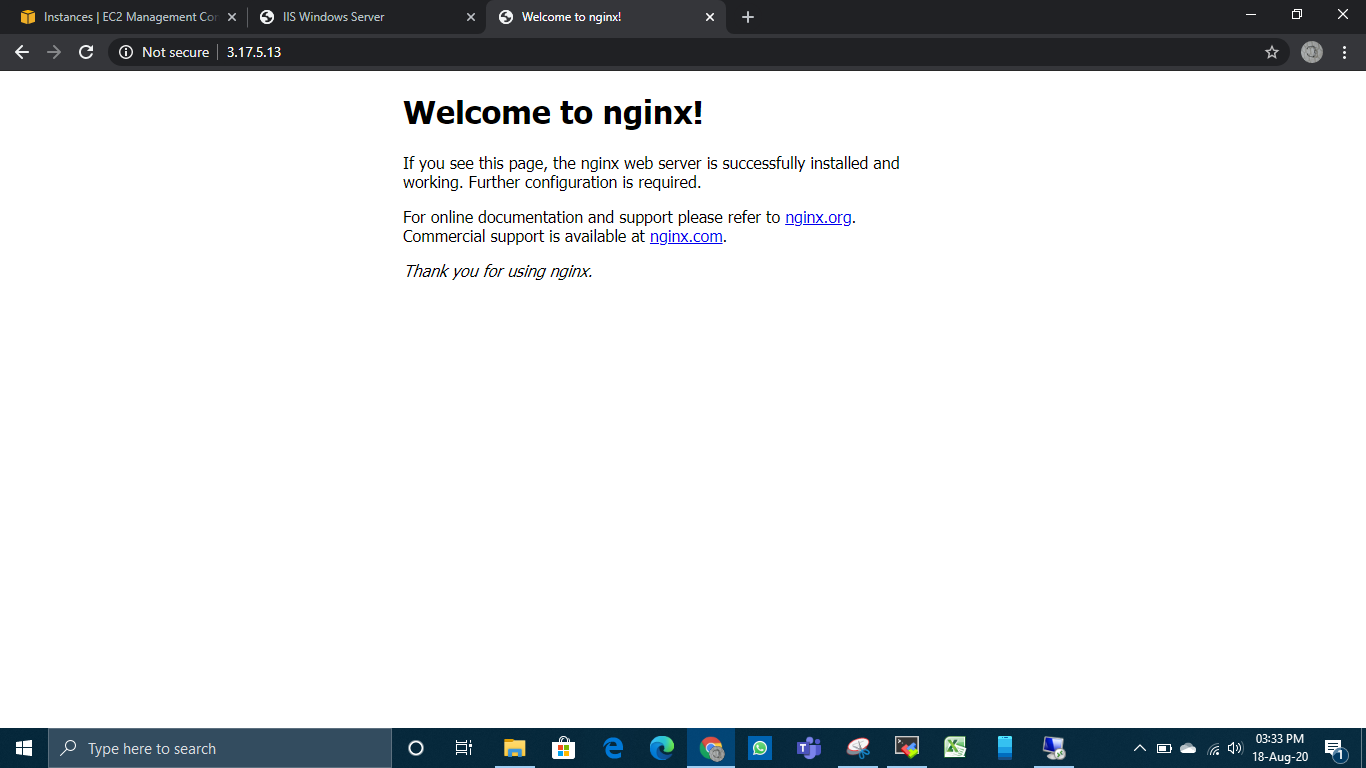 Instances | EC2 Management Con
IIS Windows Server
Welcome to nginx!
Not secure
3.17.5.13
Welcome to nginx!
If you see this page, the nginx web server is successfully installed and
working. Further configuration is required.
For online documentation and support please refer to nginx.org.
Commercial support is available at nginx.com.
Thank you for using nginx.
Type here to search
03:33 PM
18-Aug-20
1